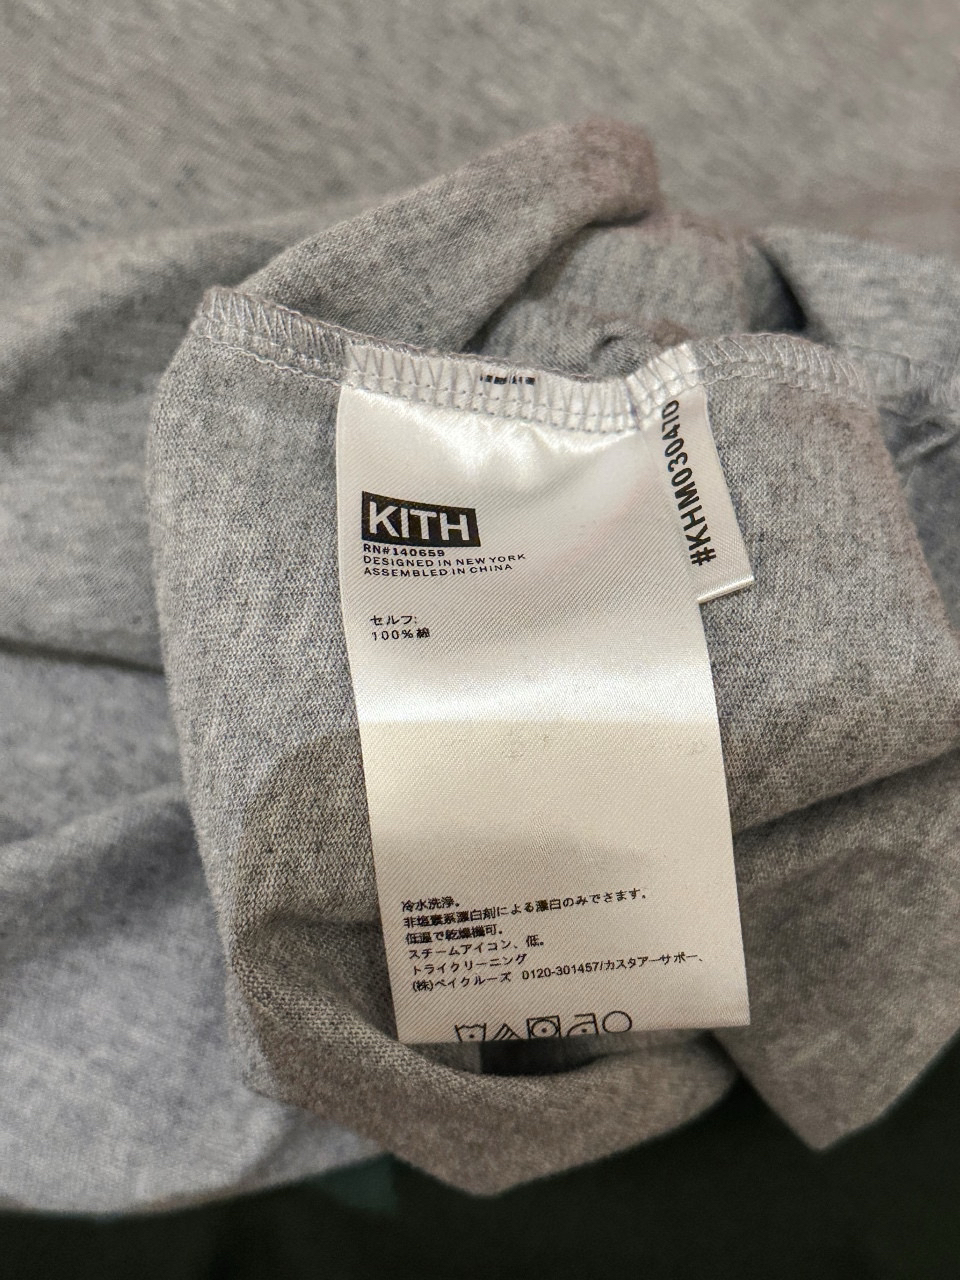 KITH
RN#140659
DESIGNED IN NEW YORK
ASSEMBLED IN CHINA
セルフ:
100%綿
#KHM030470
冷水洗浄。
非塩素系漂白剤による漂白のみできます。
低温で乾燥機可。
スチームアイコン、低。
トライクリーニング
(株)ベイクルーズ 0120-301457/カスタアーサポー、